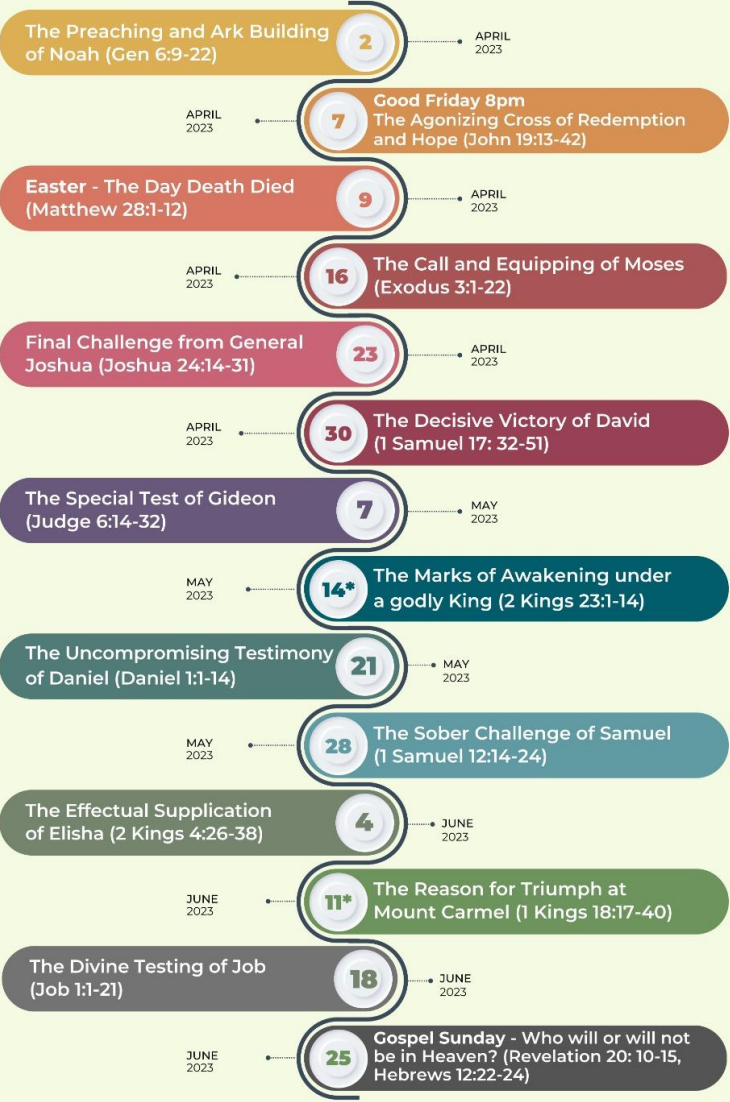 The Preaching and Ark Building
of Noah (Gen 6:9-22)
2
APRIL
2023
APRIL
2023
7
Good Friday 8pm
The Agonizing Cross of Redemption
and Hope (John 19:13-42)
Easter - The Day Death Died
(Matthew 28:1-12)
9
APRIL
2023
APRIL
2023
16
The Call and Equipping of Moses
(Exodus 3:1-22)
Final Challenge from General
Joshua (Joshua 24:14-31)
23
APRIL
2023
APRIL
2023
30
The Decisive Victory of David
(1 Samuel 17: 32-51)
The Special Test of Gideon
(Judge 6:14-32)
7
MAY
2023
MAY
2023
14*
The Marks of Awakening under
a godly King (2 Kings 23:1-14)
The Uncompromising Testimony
of Daniel (Daniel 1:1-14)
21
MAY
2023
MAY
2023
28
The Sober Challenge of Samuel
(1 Samuel 12:14-24)
The Effectual Supplication
of Elisha (2 Kings 4:26-38)
4
JUNE
2023
JUNE
2023
11*
The Reason for Triumph at
Mount Carmel (1 Kings 18:17-40)
The Divine Testing of Job
(Job 1:1-21)
18
JUNE
2023
JUNE
2023
25
Gospel Sunday - Who will or will not
be in Heaven? (Revelation 20: 10-15,
Hebrews 12:22-24)